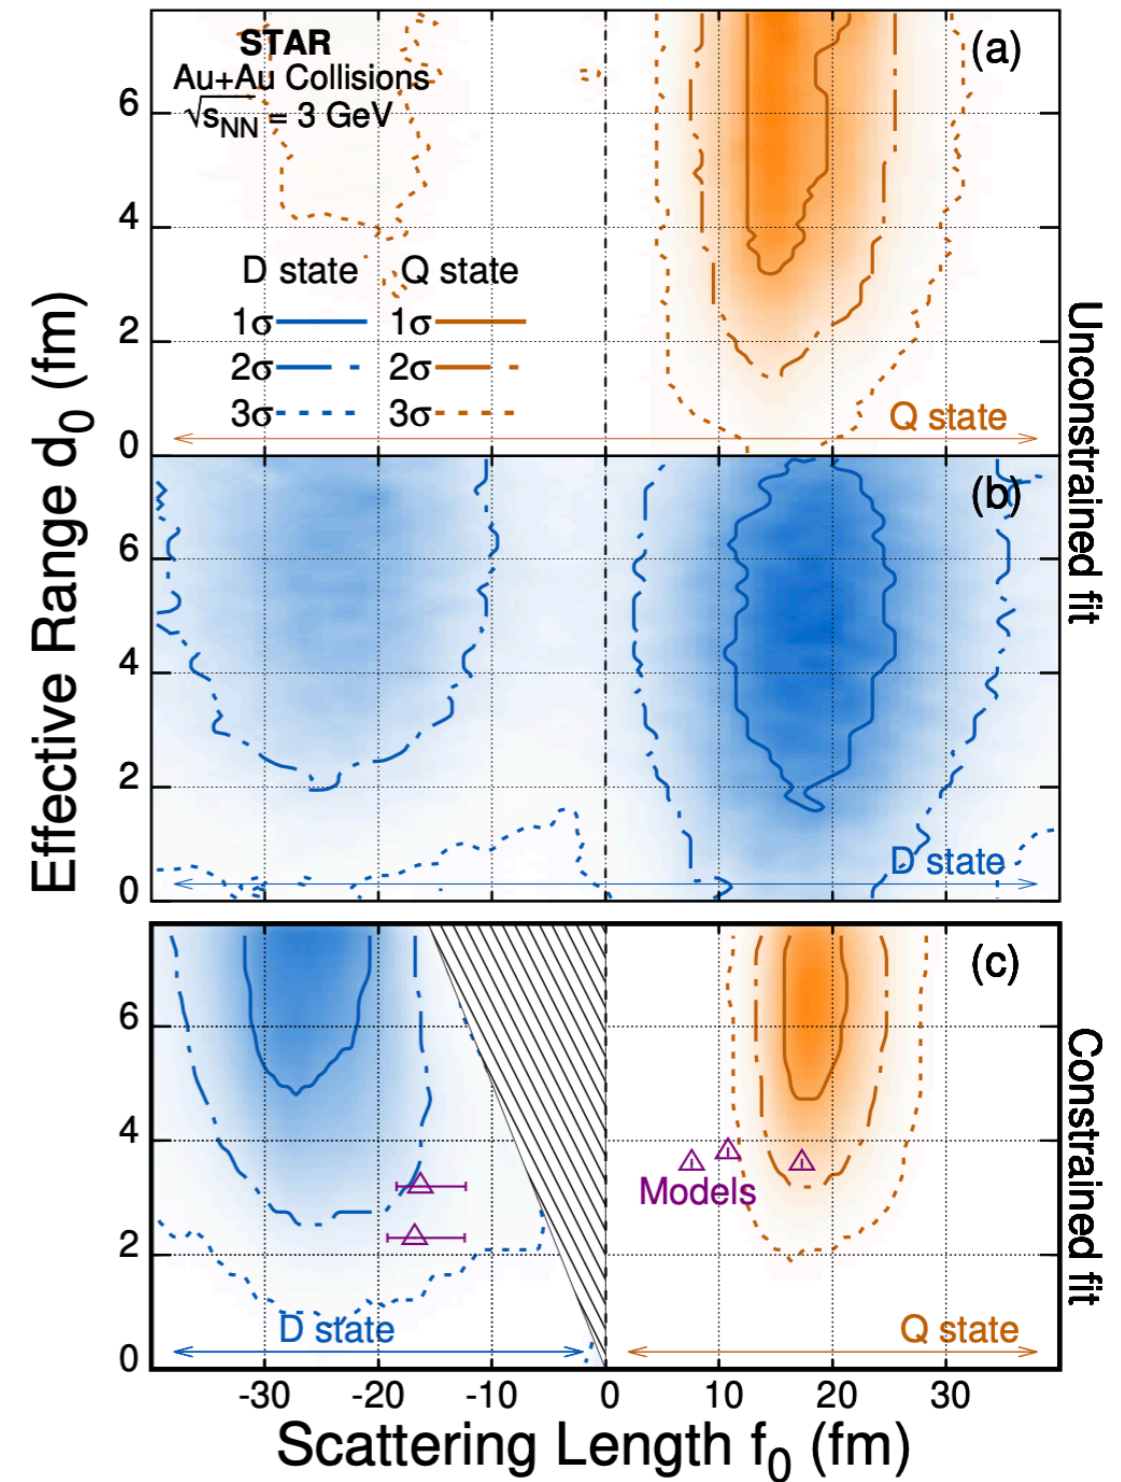 STAR
Au+Au Collisions
√sNN = 3 GeV
(a)
6
4
2
0
D state Q state
1σ 1σ
2σ 2σ
3σ 3σ
Q state
Unconstrained fit
(b)
6
4
2
0
D state
Effective Range d0 (fm)
(c)
6
4
2
0
Models
D state
Q state
Constrained fit
-30 -20 -10 0 10 20 30
Scattering Length f0 (fm)